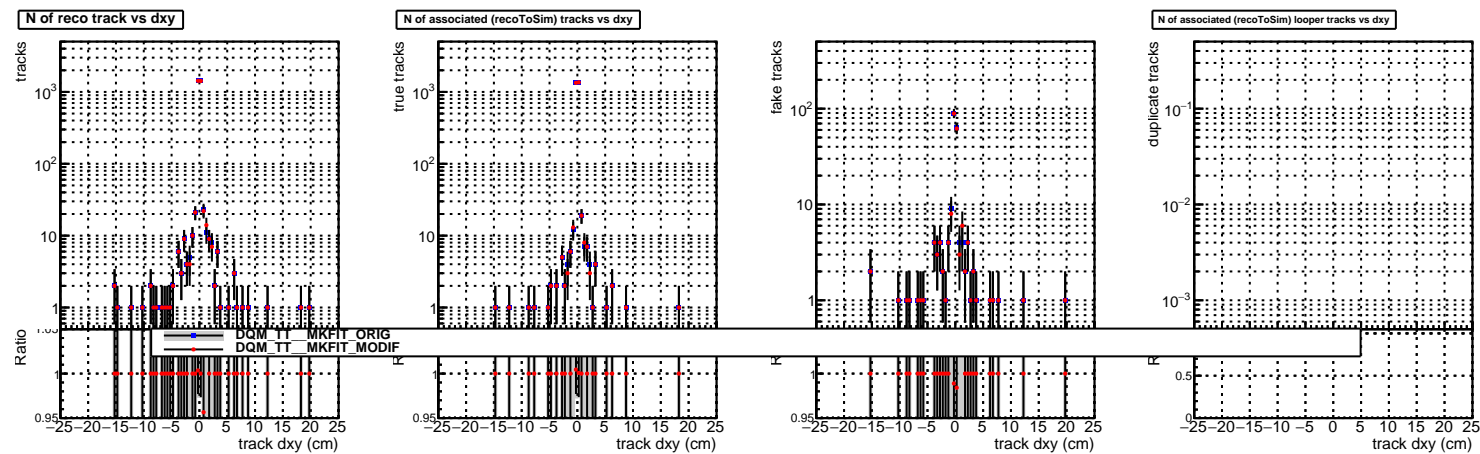 N of reco track vs dxy
N of associated (recoToSim) tracks vs dxy
N of associated (recoToSim) looper tracks vs dxy
tracks
10³
10²
10
1
true tracks
10³
10²
10
1
fake tracks
10²
10
1
duplicate tracks
10⁻¹
10⁻²
10⁻³
DQM_TT__MKFIT_ORIG
DQM_TT__MKFIT_MODIF
Ratio
1
0.95
1
0.95
1
0.95
0.5
0
−25 −20 −15 −10 −5 0 5 10 15 20 25
−25 −20 −15 −10 −5 0 5 10 15 20 25
−25 −20 −15 −10 −5 0 5 10 15 20 25
−25 −20 −15 −10 −5 0 5 10 15 20 25
track dxy (cm)
track dxy (cm)
track dxy (cm)
track dxy (cm)